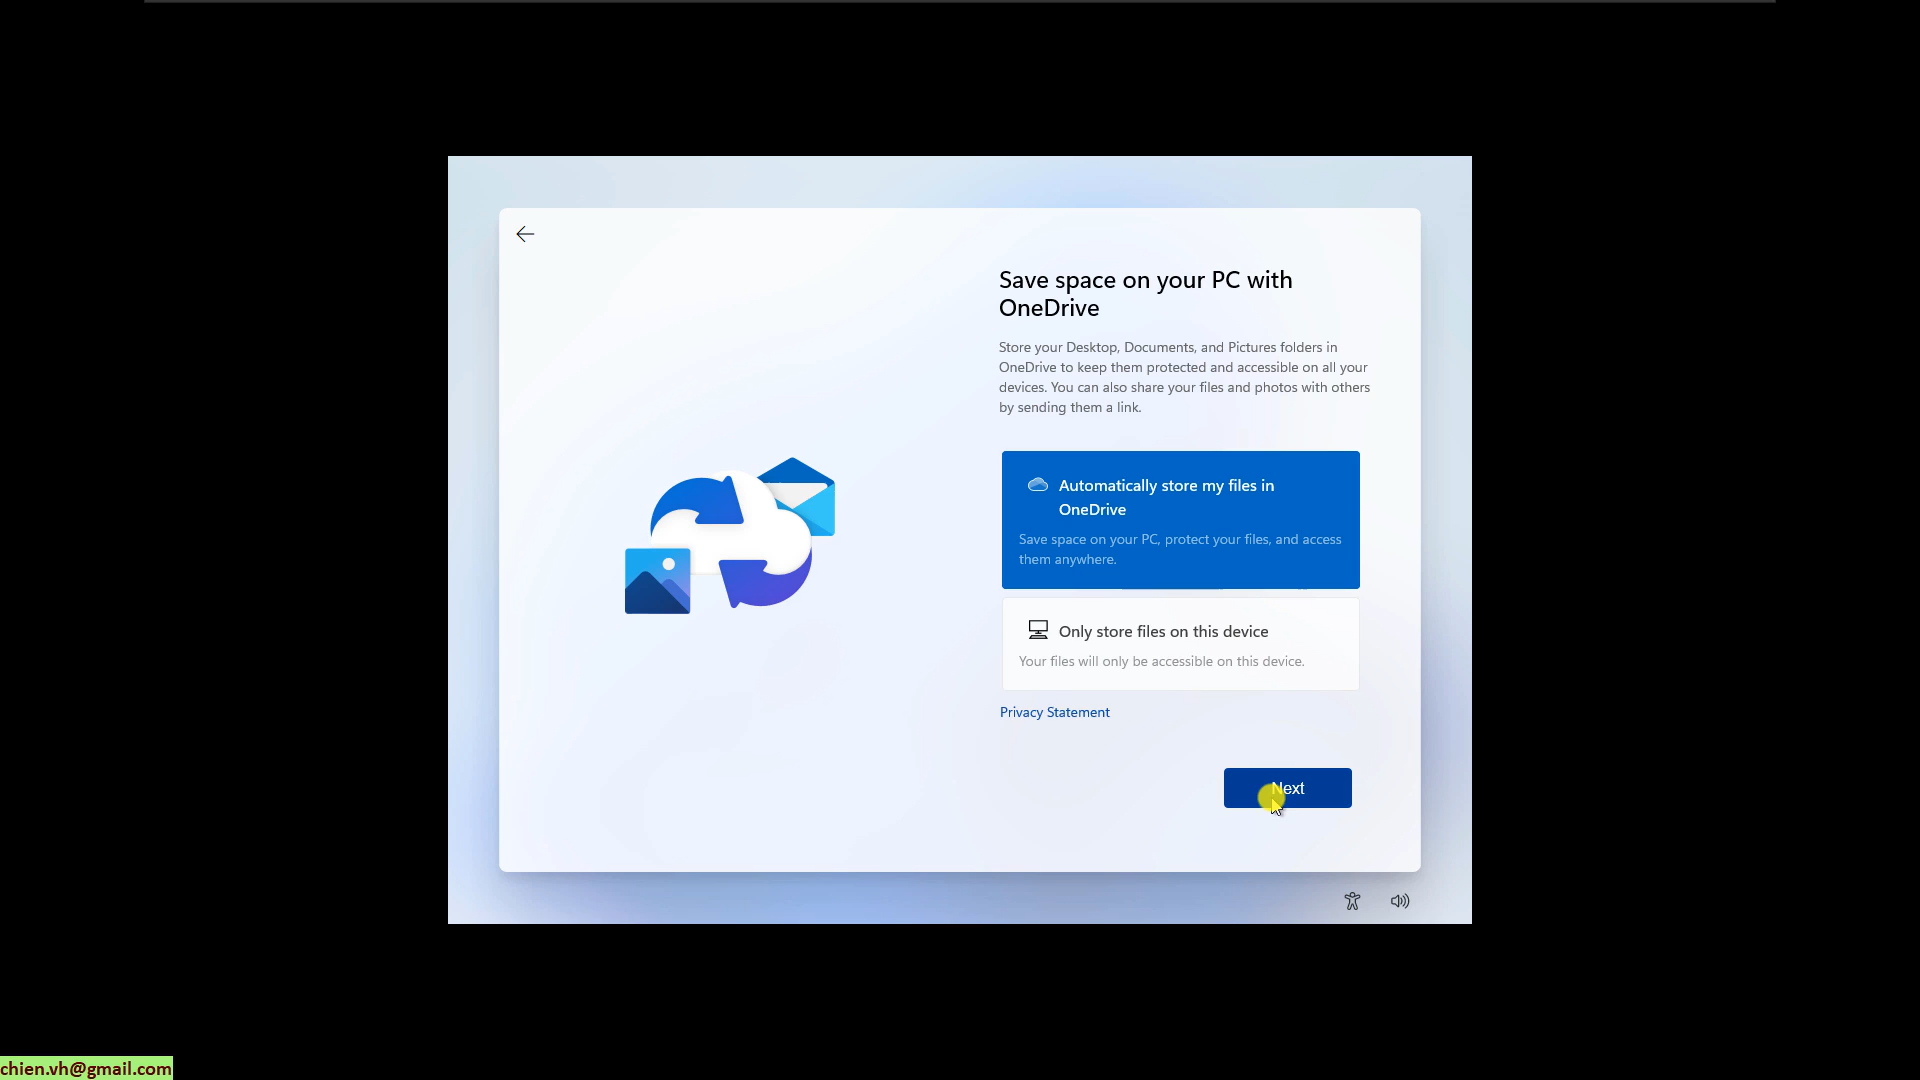 Save space on your PC with
OneDrive
Store your Desktop, Documents, and Pictures folders in
OneDrive to keep them protected and accessible on all your
devices. You can also share your files and photos with others
by sending them a link.
Automatically store my files in
OneDrive
Save space on your PC, protect your files, and access
them anywhere.
Only store files on this device
Your files will only be accessible on this device.
Privacy Statement
Next
chien.vh@gmail.com